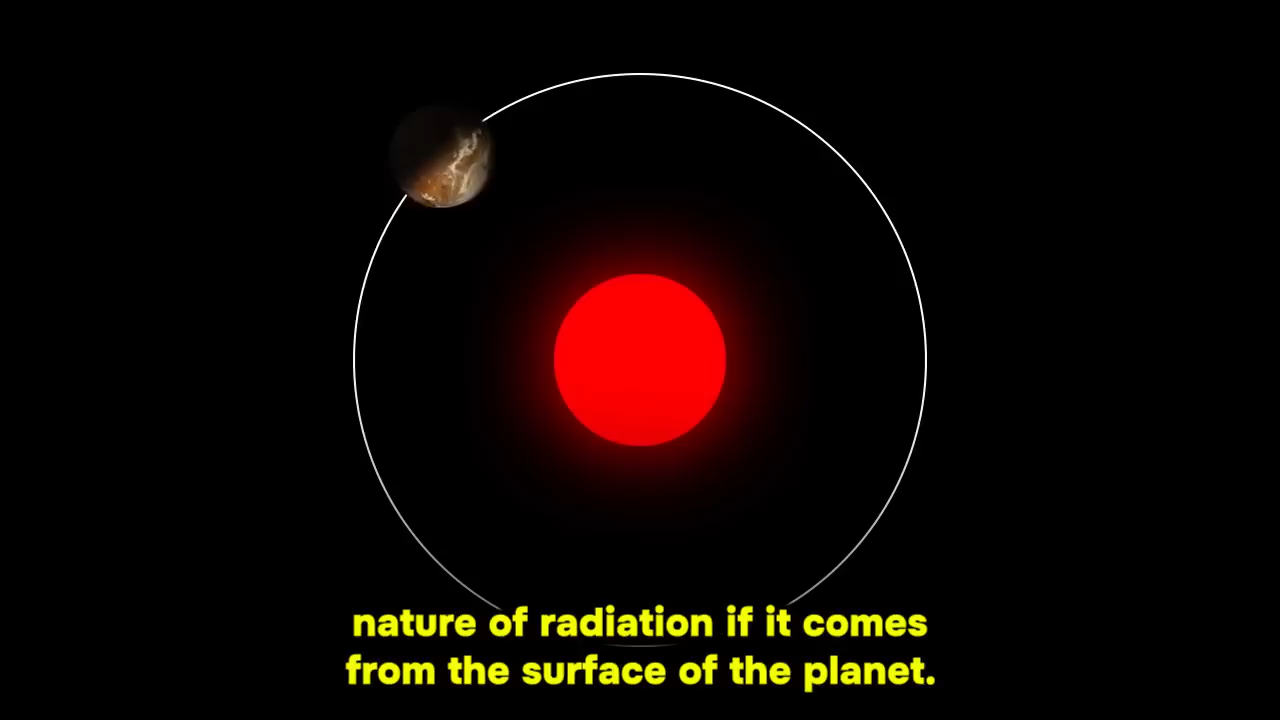 nature of radiation if it comes
from the surface of the planet.